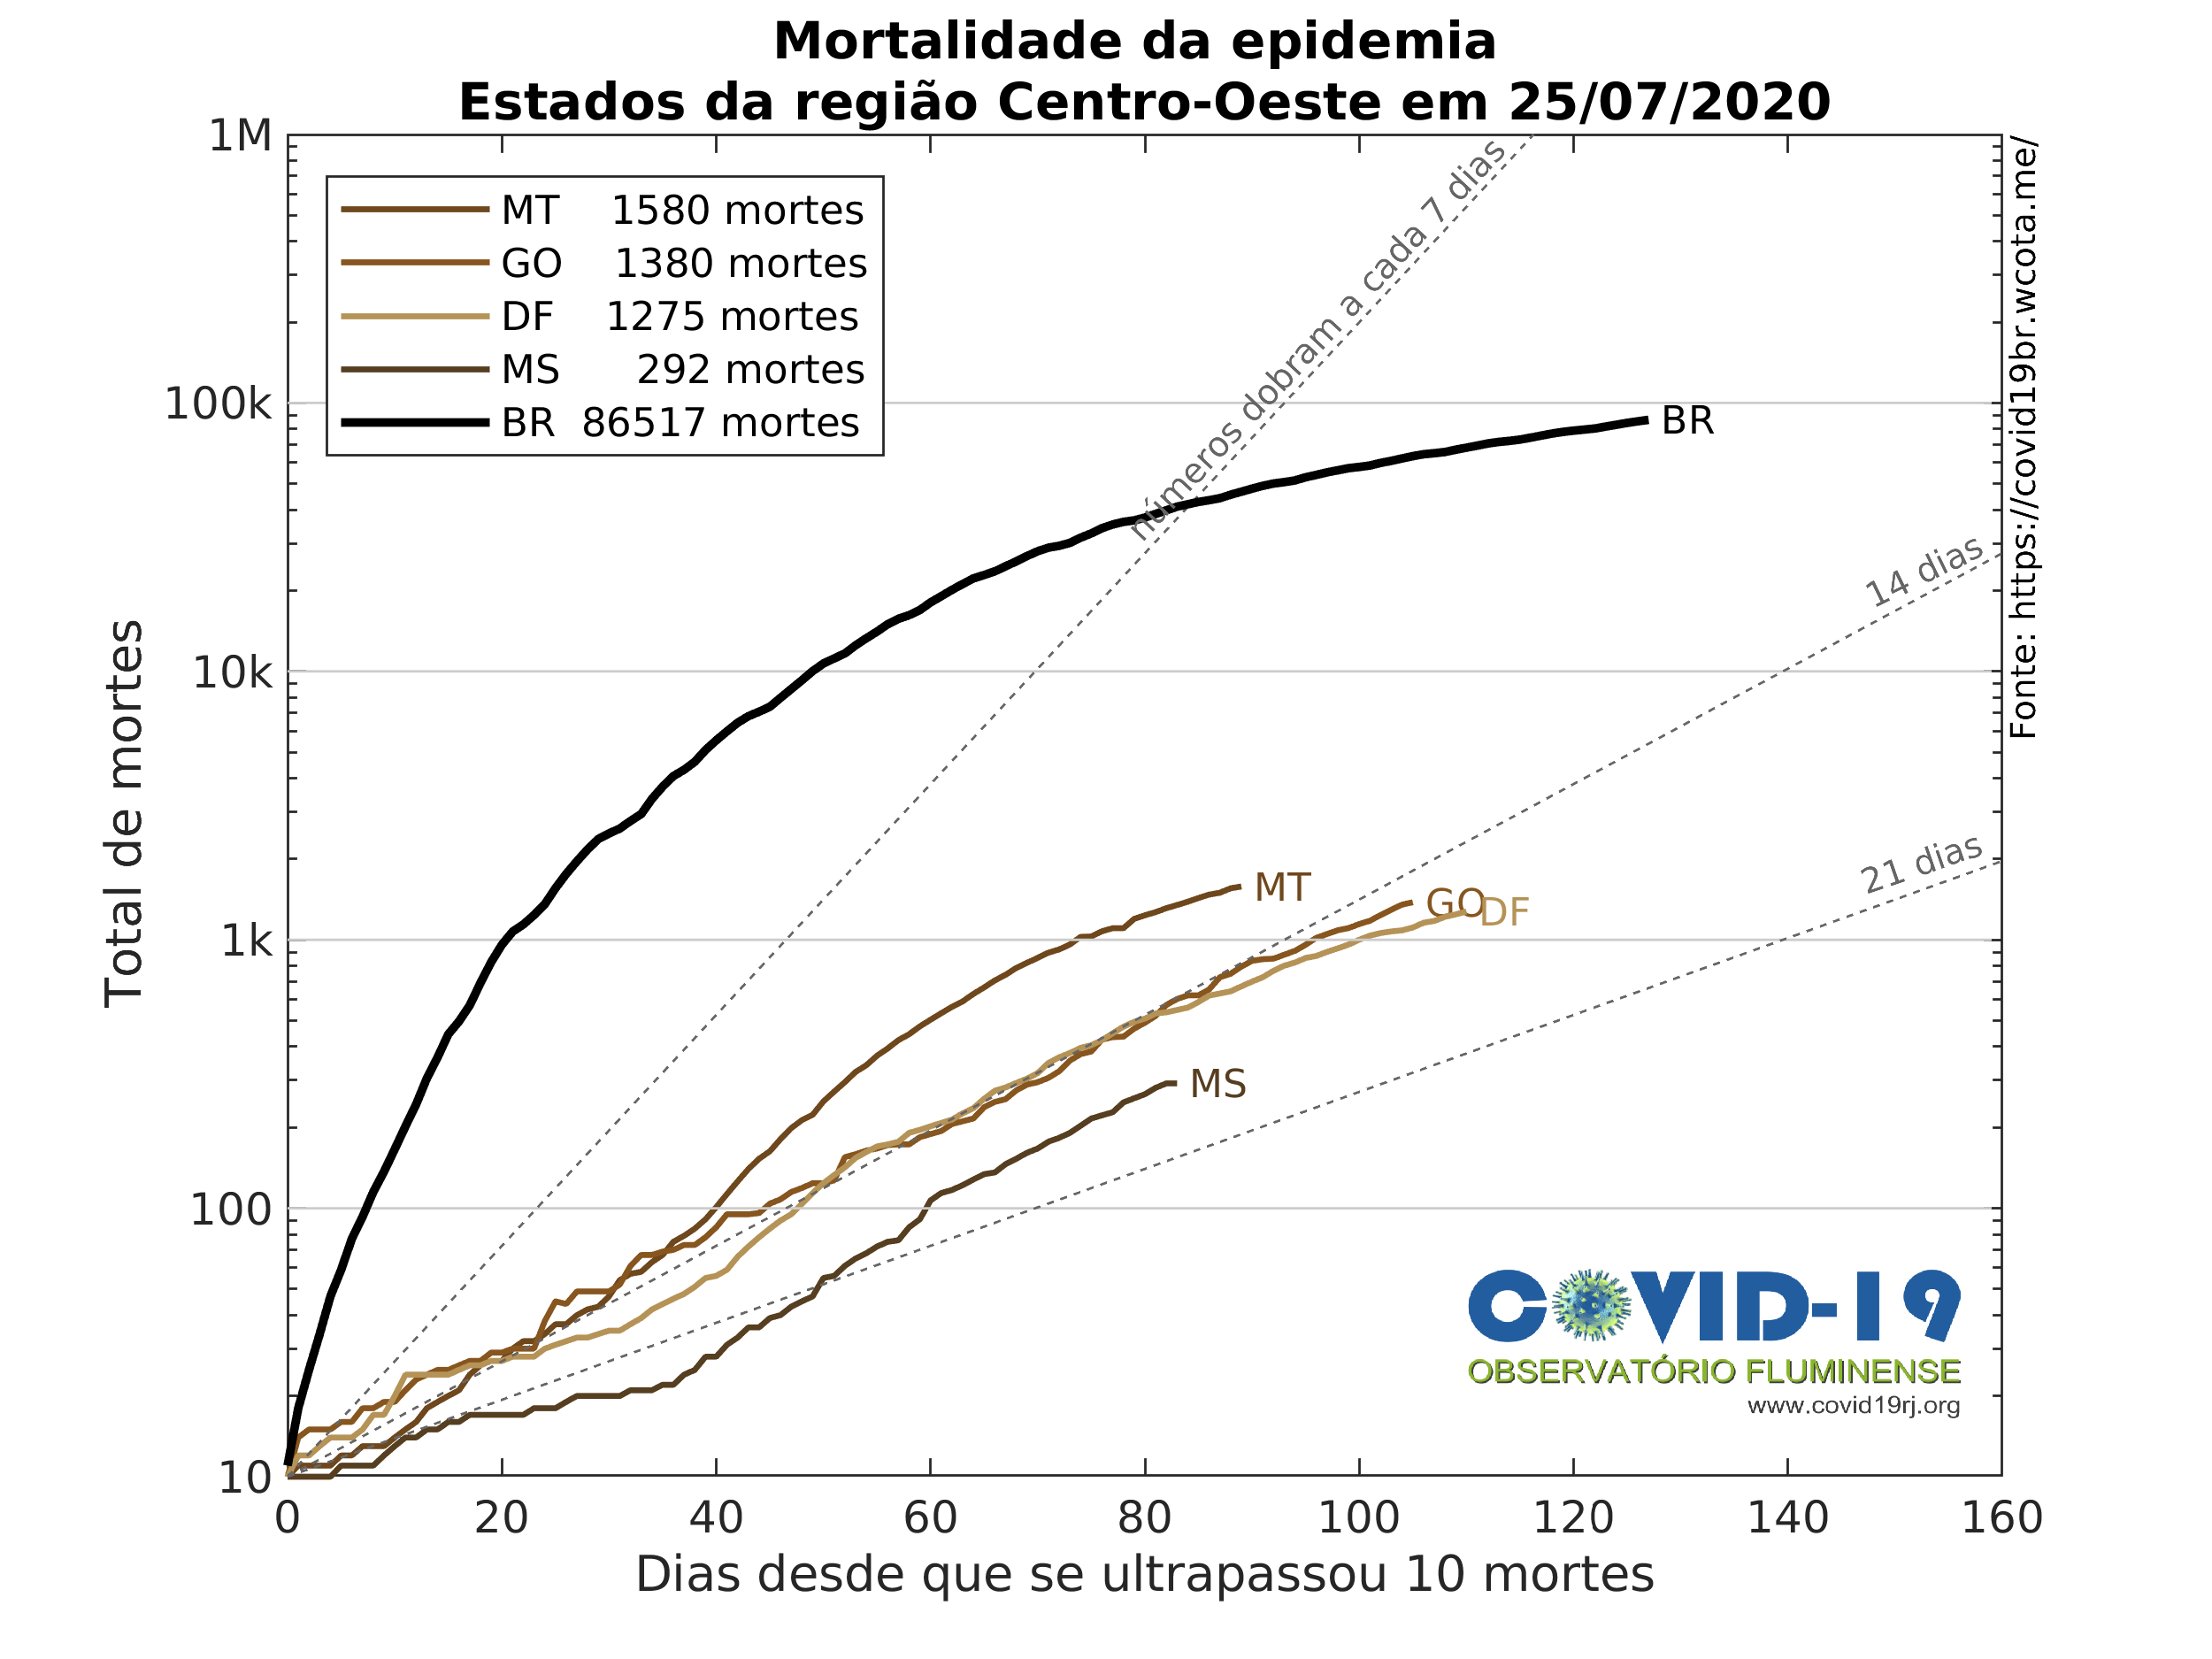 Mortalidade da epidemia
Estados da região Centro-Oeste em 25/07/2020
1M
100k
10k
1k
100
10
Total de mortes
MT 1580 mortes
GO 1380 mortes
DF 1275 mortes
MS 292 mortes
BR 86517 mortes
números dobram a cada 7 dias
14 dias
21 dias
BR
MT
GO
DF
MS
Fonte: https://covid19br.wcota.me/
COVID-19
OBSERVATÓRIO FLUMINENSE
www.covid19rj.org
0 20 40 60 80 100 120 140 160
Dias desde que se ultrapassou 10 mortes